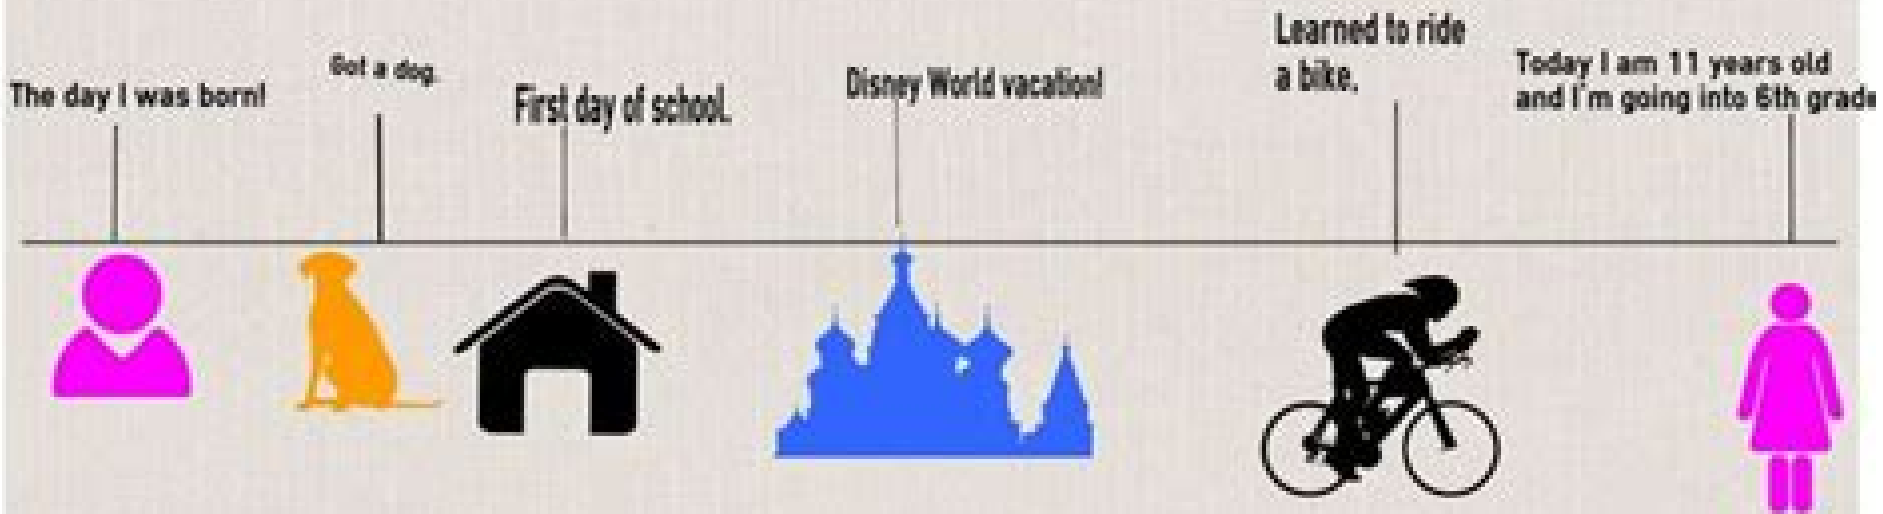 The day I was born!
Got a dog.
First day of school.
Disney World vacation!
Learned to ride
a bike.
Today I am 11 years old
and I'm going into 6th grade